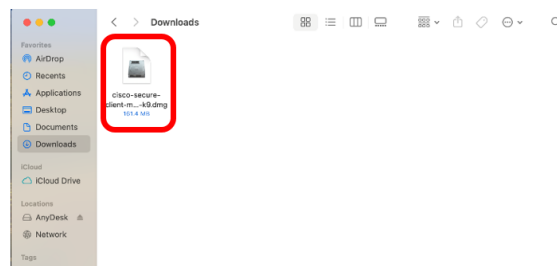 Downloads
Favorites
AirDrop
Recents
Applications
Desktop
Documents
Downloads
iCloud
iCloud Drive
Locations
AnyDesk
Network
Tags
cisco-secure-
client-m...-k9.dmg
161.4 MB